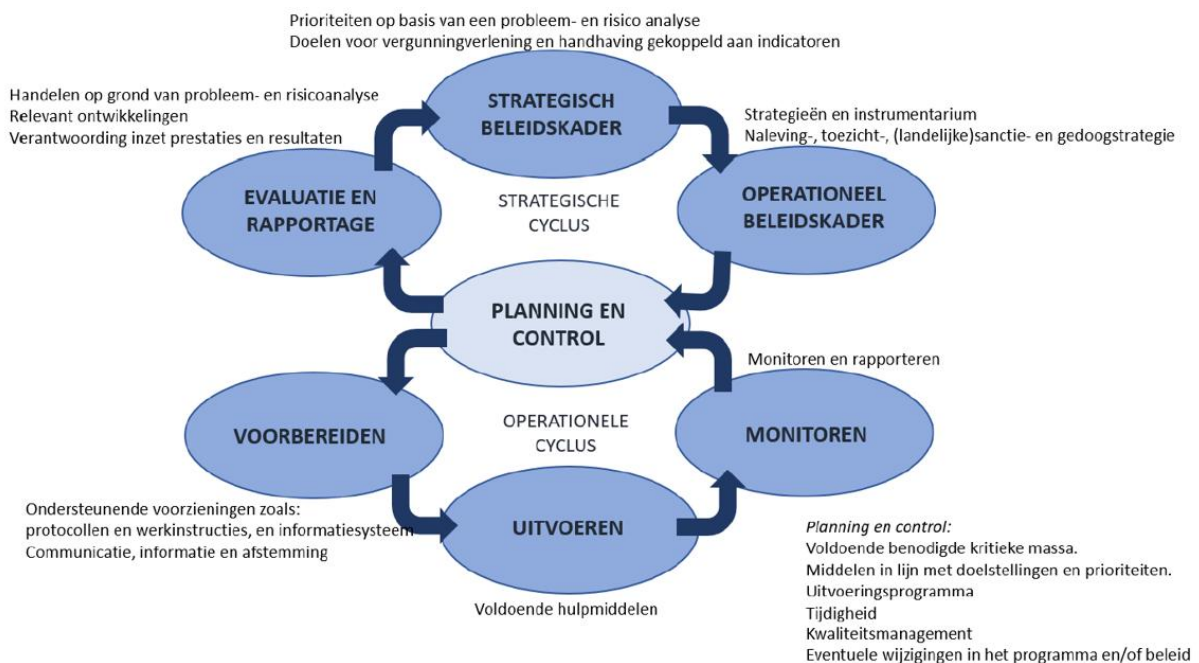 Prioriteiten op basis van een probleem- en risico analyse
Doelen voor vergunningverlening en handhaving gekoppeld aan indicatoren
Handelen op grond van probleem- en risicoanalyse
Relevant ontwikkelingen
Verantwoording inzet prestaties en resultaten
STRATEGISCH
BELEIDSKADER
Strategieën en instrumentarium
Naleving-, toezicht-, (landelijke)sanctie- en gedoogstrategie
EVALUATIE EN
RAPPORTAGE
STRATEGISCHE
CYCLUS
OPERATIONEEL
BELEIDSKADER
PLANNING EN
CONTROL
Monitoren en rapporteren
VOORBEREIDEN
OPERATIONELE
CYCLUS
MONITOREN
Ondersteunende voorzieningen zoals:
protocollen en werkinstructies, en informatiesysteem
Communicatie, informatie en afstemming
UITVOEREN
Voldoende hulpmiddelen
Planning en control:
Voldoende benodigde kritieke massa.
Middelen in lijn met doelstellingen en prioriteiten.
Uitvoeringsprogramma
Tijdigheid
Kwaliteitsmanagement
Eventuele wijzigingen in het programma en/of beleid